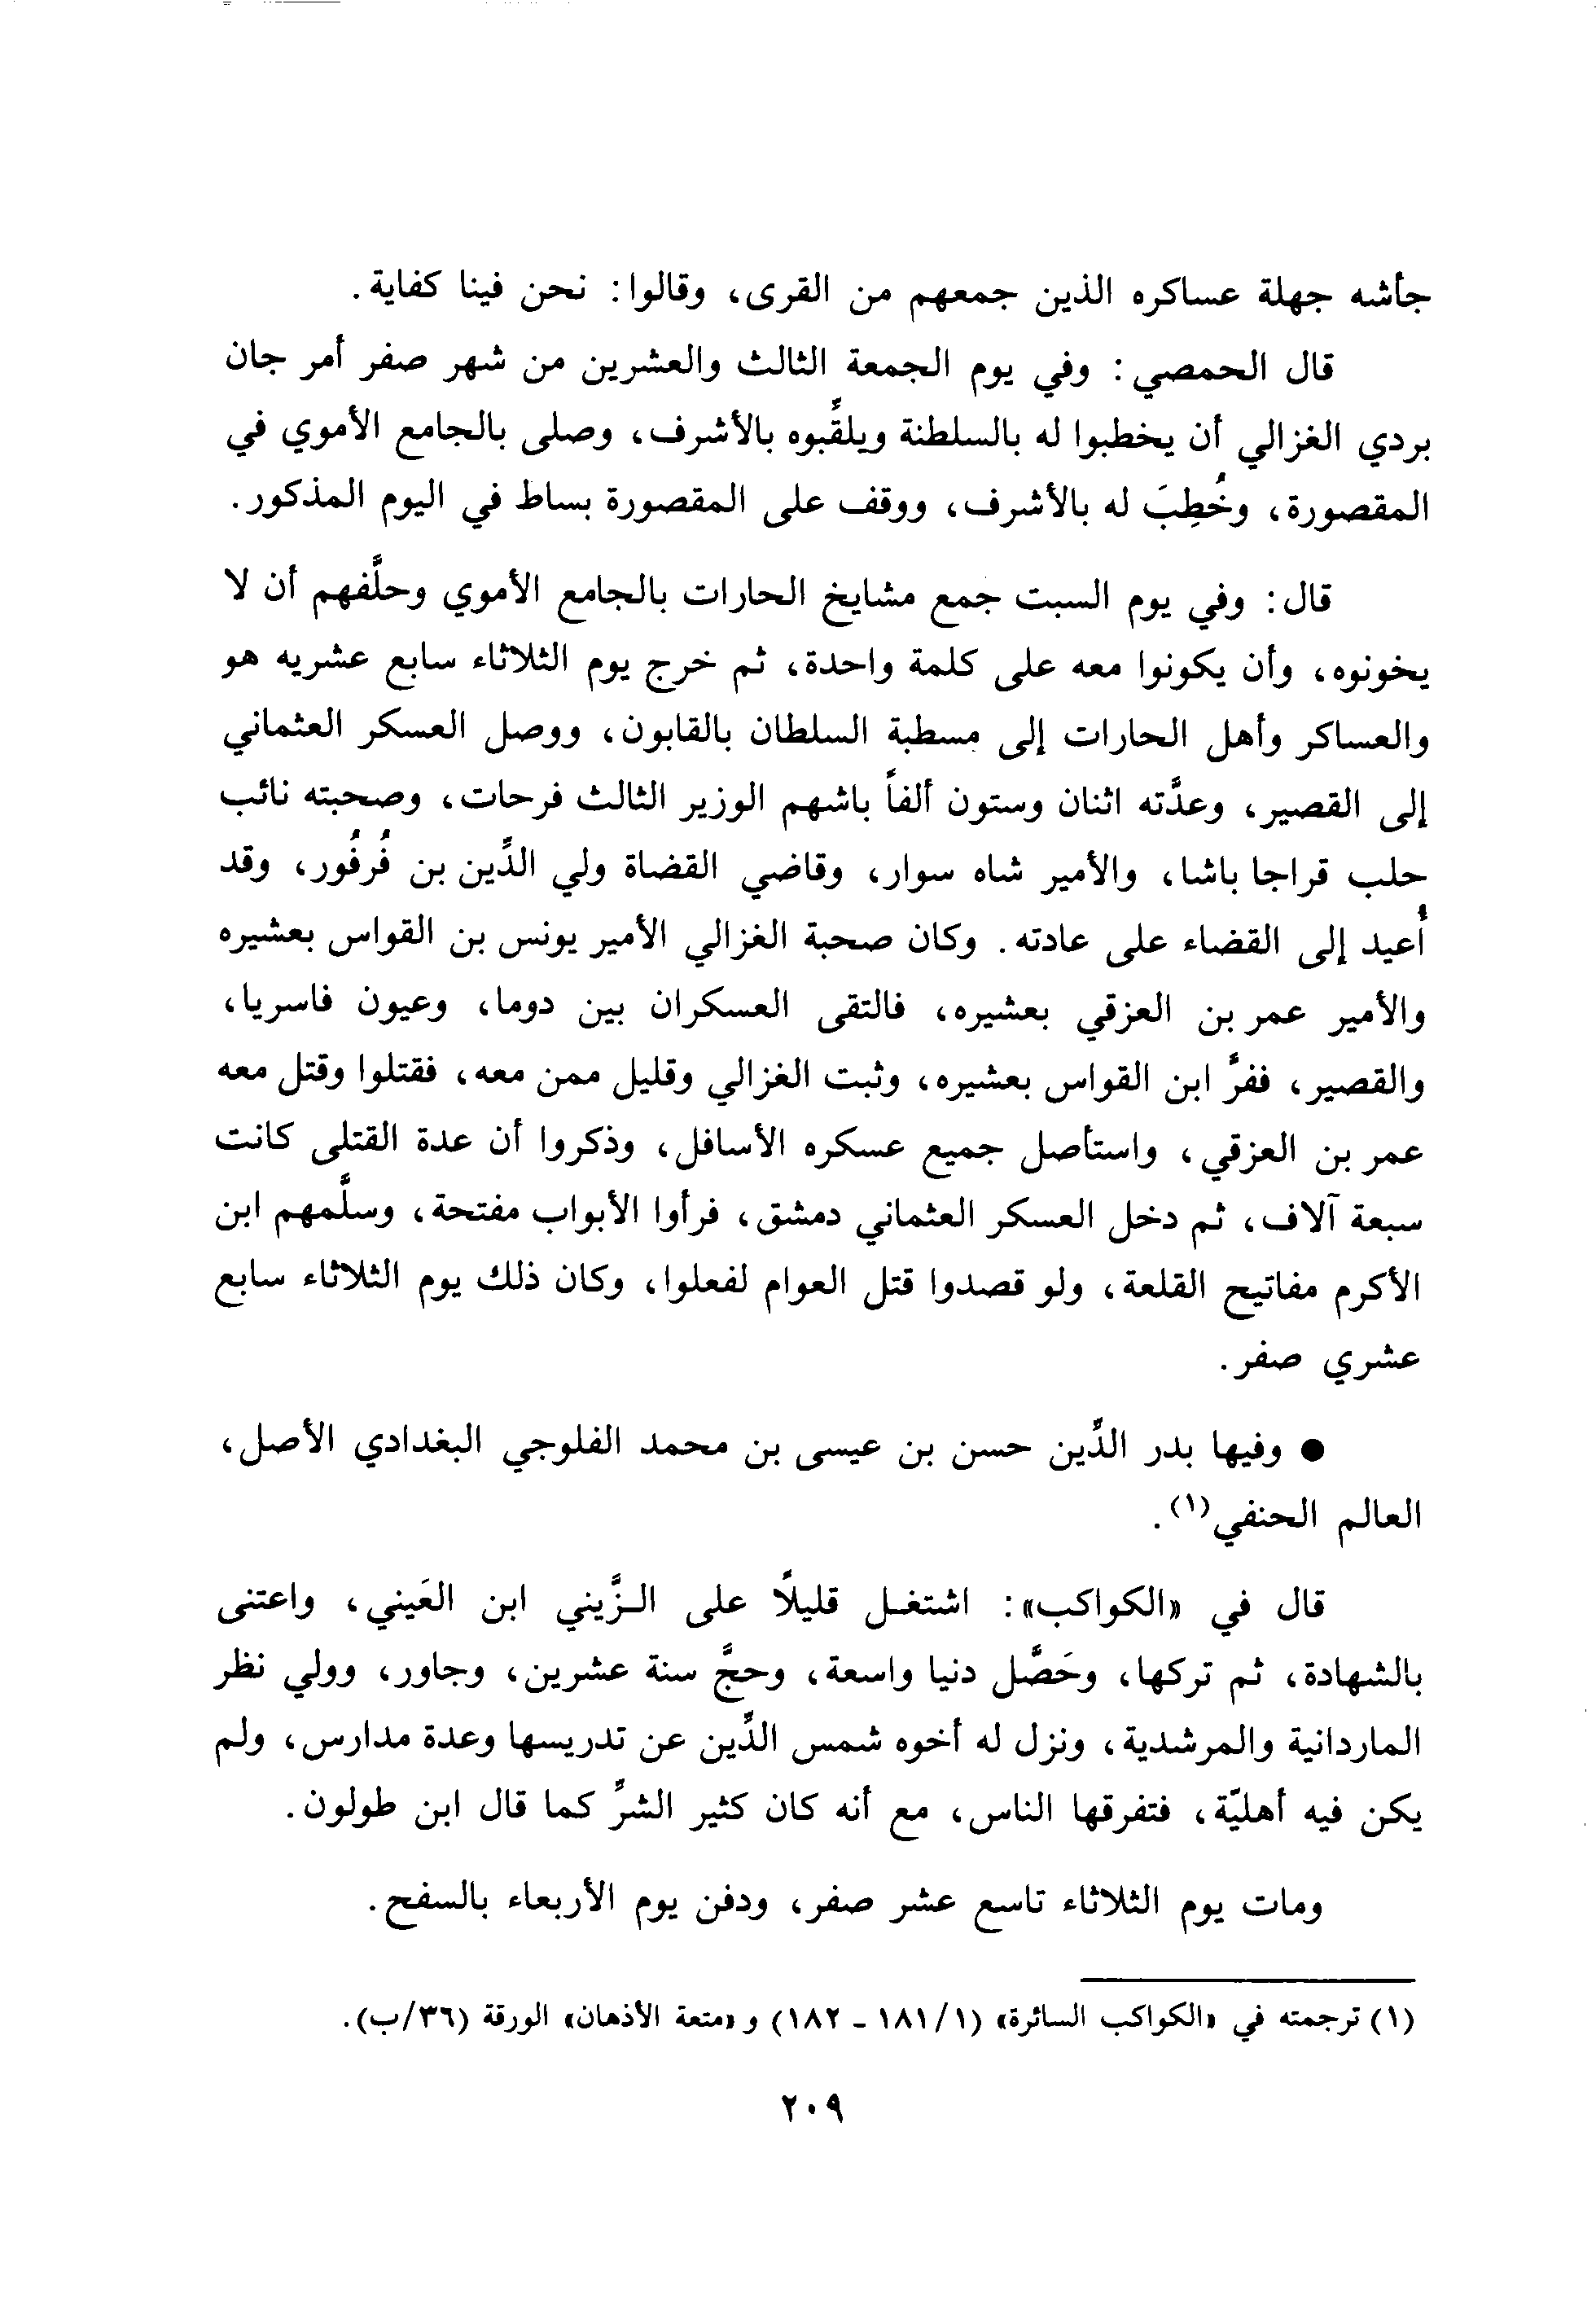 جأشه جهلة عساكره الذين جمعهم من القرى، وقالوا: نحن فينا كفاية.
قال الحمصي: وفي يوم الجمعة الثالث والعشرين من شهر صفر أمر جان
بردي الغزالي أن يخطبوا له بالسلطنة ويلقِّبوه بالأشرف، وصلى بالجامع الأموي في
المقصورة، وخُطِبَ له بالأشرف، ووقف على المقصورة بساط في اليوم المذكور.
قال: وفي يوم السبت جمع مشايخ الحارات بالجامع الأموي وحلَّفهم أن لا
يخونوه، وأن يكونوا معه على كلمة واحدة، ثم خرج يوم الثلاثاء سابع عشريه هو
والعساكر وأهل الحارات إلى مسطبة السلطان بالقابون، ووصل العسكر العثماني
إلى القصير، وعدَّته اثنان وستون ألفاً باشهم الوزير الثالث فرحات، وصحبته نائب
حلب قراجا باشا، والأمير شاه سوار، وقاضي القضاة ولي الدِّين بن فُرفُور، وقد
أُعيد إلى القضاء على عادته. وكان صحبة الغزالي الأمير يونس بن القواس بعشيره
والأمير عمر بن العزقي بعشيره، فالتقى العسكران بين دوما، وعيون فاسريا،
والقصير، ففرَّ ابن القواس بعشيره، وثبت الغزالي وقليل ممن معه، فقتلوا وقتل معه
عمر بن العزقي، واستأصل جميع عسكره الأسافل، وذكروا أن عدة القتلى كانت
سبعة آلاف، ثم دخل العسكر العثماني دمشق، فرأوا الأبواب مفتحة، وسلَّمهم ابن
الأكرم مفاتيح القلعة، ولو قصدوا قتل العوام لفعلوا، وكان ذلك يوم الثلاثاء سابع
عشري صفر.
● وفيها بدر الدِّين حسن بن عيسى بن محمد الفلوجي البغدادي الأصل،
العالم الحنفي(١).
قال في «الكواكب»: اشتغـل قليلًا على الـزَّيني ابن العَيني، واعتنى
بالشهادة، ثم تركها، وحَصَّل دنيا واسعة، وحجَّ سنة عشرين، وجاور، وولي نظر
الماردانية والمرشدية، ونزل له أخوه شمس الدِّين عن تدريسها وعدة مدارس، ولم
يكن فيه أهليّة، فتفرقها الناس، مع أنه كان كثير الشرِّ كما قال ابن طولون.
ومات يوم الثلاثاء تاسع عشر صفر، ودفن يوم الأربعاء بالسفح.
(١) ترجمته في «الكواكب السائرة» (١/١٨١ - ١٨٢) و «متعة الأذهان» الورقة (٣٦/ب).
٢٠٩